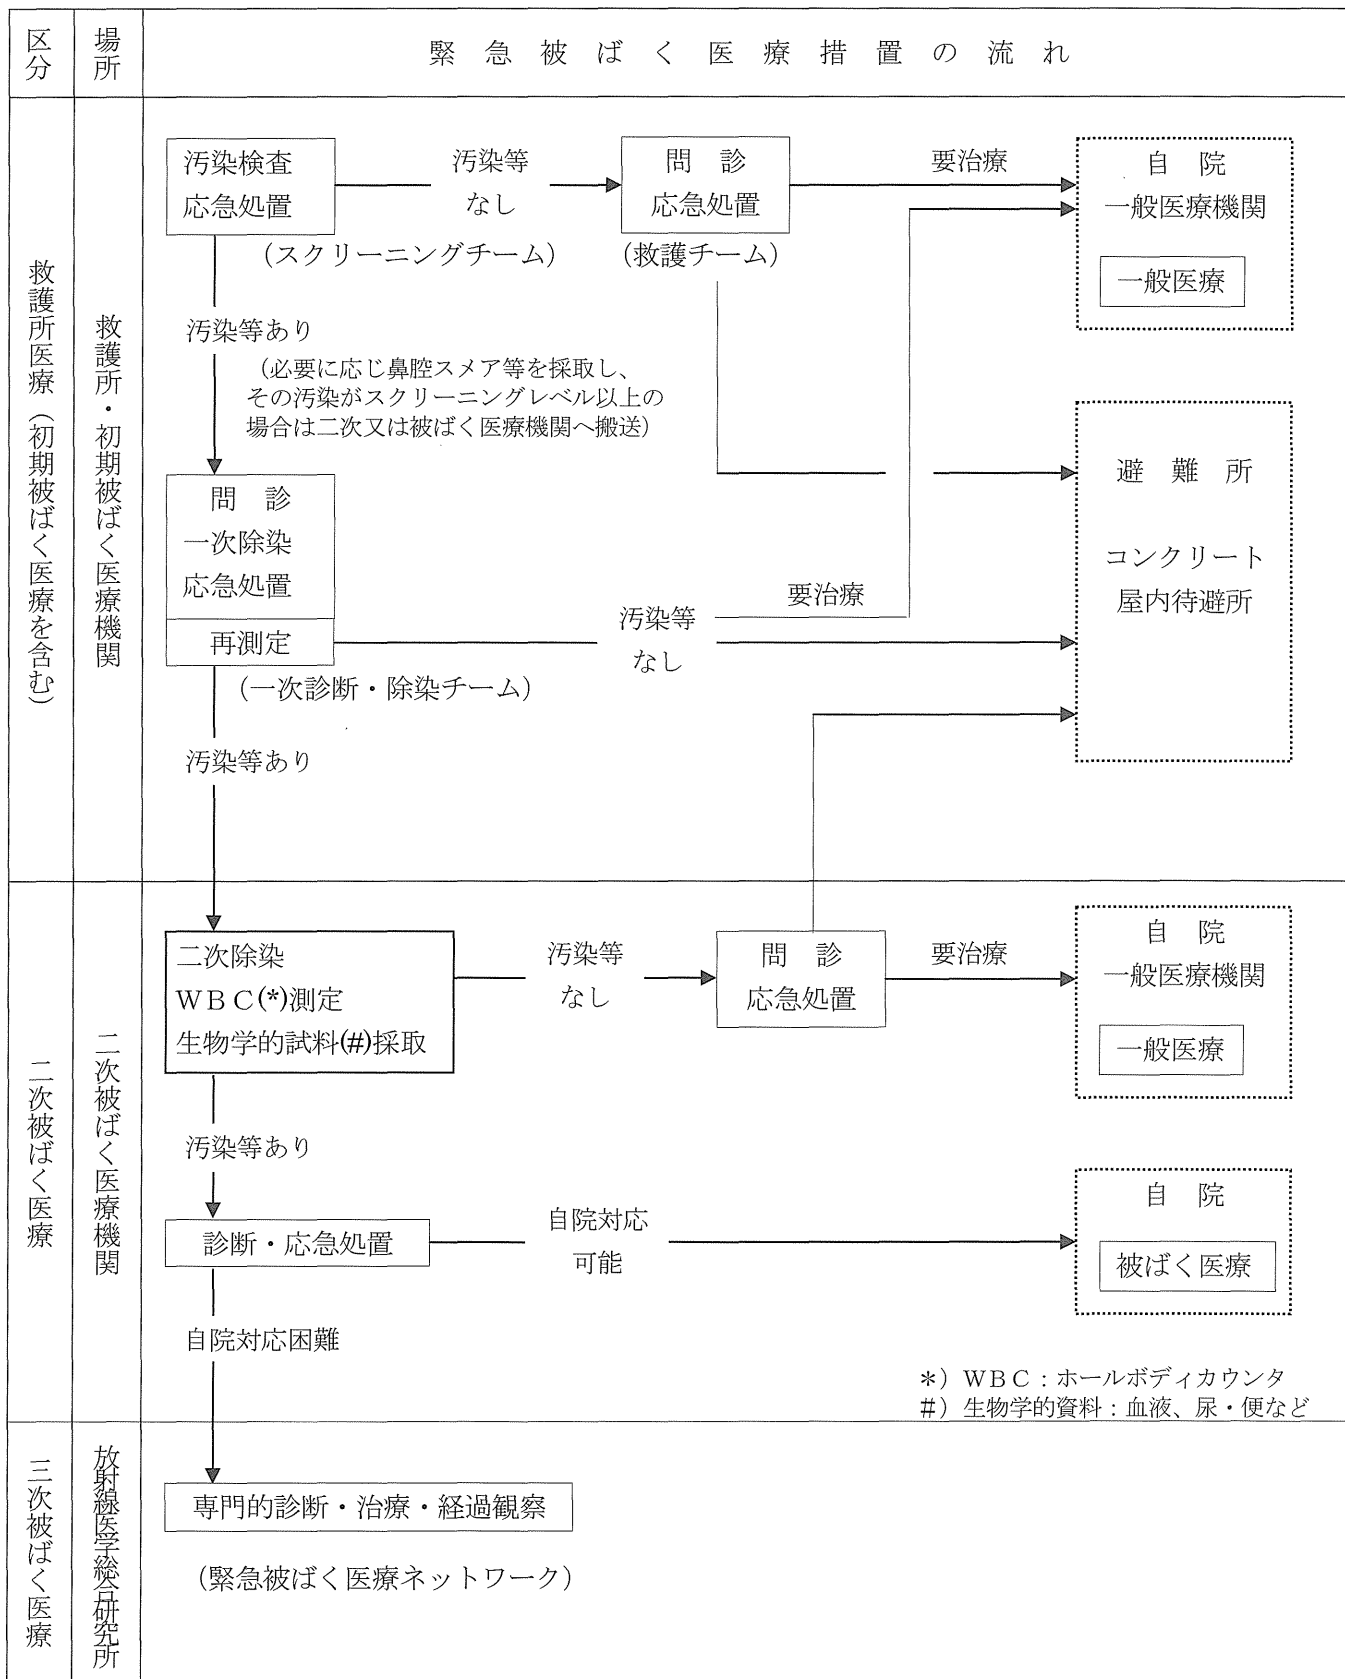 区分
場所
緊急被ばく医療措置の流れ
救護所医療（初期被ばく医療を含む）
救護所・初期被ばく医療機関
汚染検査
応急処置
（スクリーニングチーム）
汚染等
なし
問診
応急処置
（救護チーム）
要治療
自院
一般医療機関
一般医療
汚染等あり
（必要に応じ鼻腔スメア等を採取し、
その汚染がスクリーニングレベル以上の
場合は二次又は被ばく医療機関へ搬送）
問診
一次除染
応急処置
再測定
（一次診断・除染チーム）
汚染等
なし
要治療
避難所
コンクリート
屋内待避所
汚染等あり
二次被ばく医療
二次被ばく医療機関
二次除染
ＷＢＣ(*)測定
生物学的試料(#)採取
汚染等
なし
問診
応急処置
要治療
自院
一般医療機関
一般医療
汚染等あり
診断・応急処置
自院対応
可能
自院
被ばく医療
自院対応困難
*）ＷＢＣ：ホールボディカウンタ
#）生物学的資料：血液、尿・便など
三次被ばく医療
放射線医学総合研究所
専門的診断・治療・経過観察
（緊急被ばく医療ネットワーク）